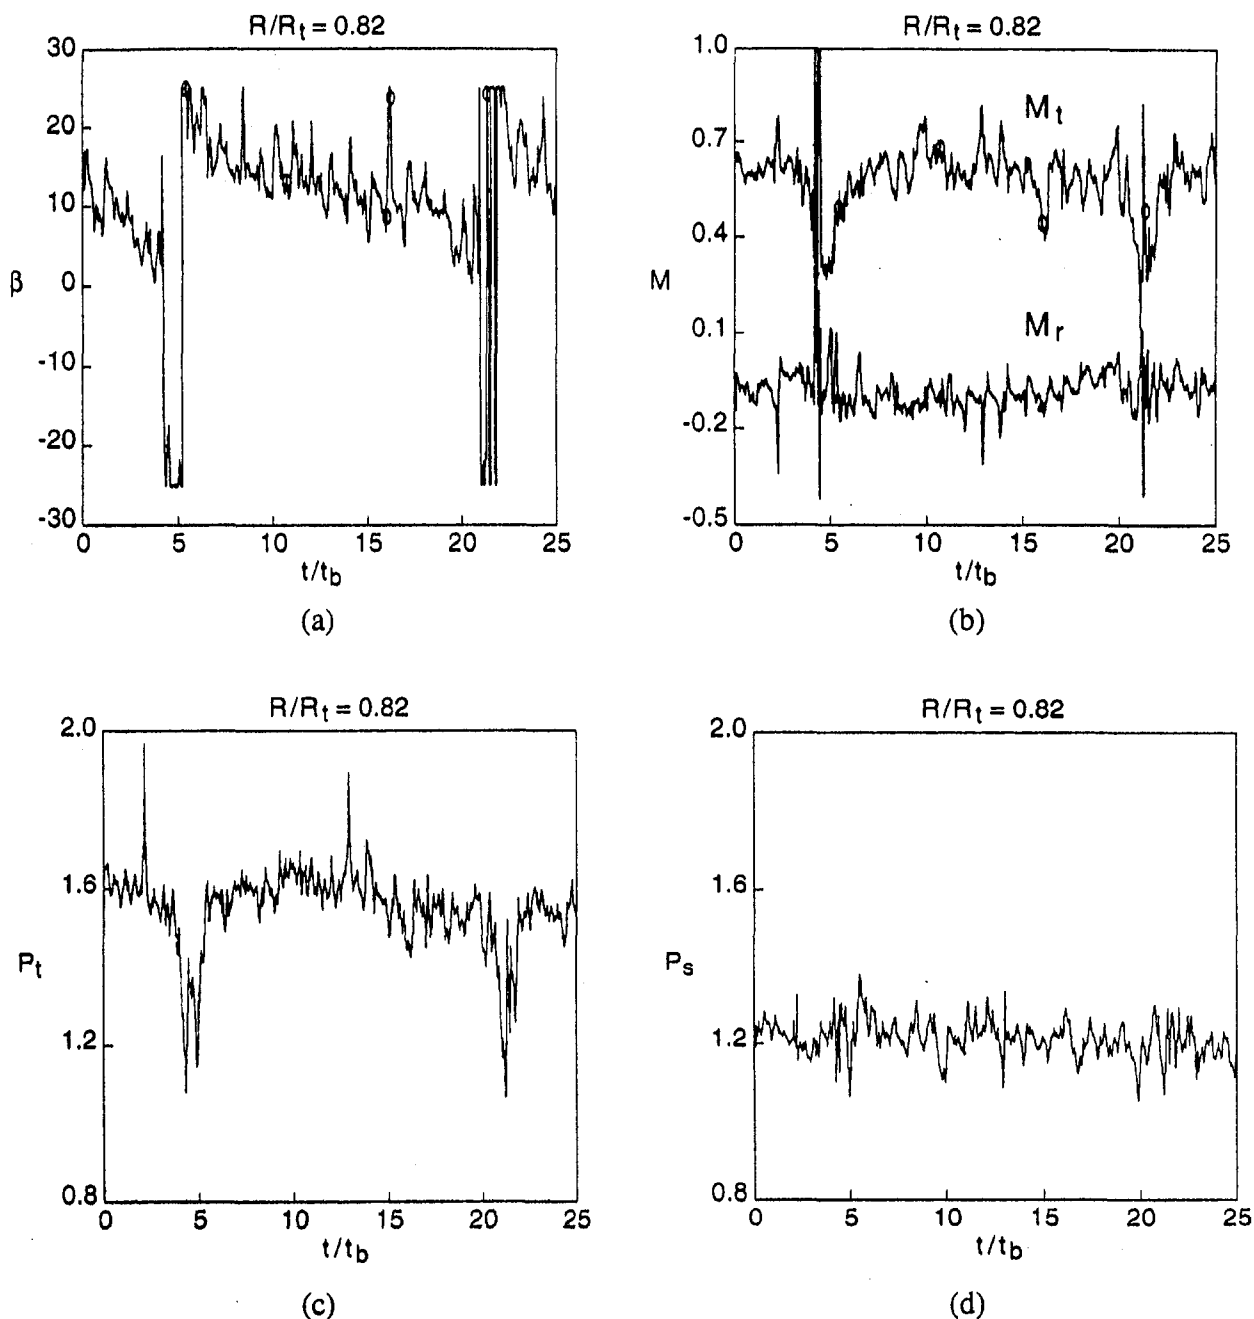 R/Rt = 0.82
30
20
10
0
-10
-20
-30
β
0 5 10 15 20 25
t/tb
(a)
R/Rt = 0.82
1.0
0.7
0.4
0.1
-0.2
-0.5
M
Mt
Mr
0 5 10 15 20 25
t/tb
(b)
R/Rt = 0.82
2.0
1.6
1.2
0.8
Pt
0 5 10 15 20 25
t/tb
(c)
R/Rt = 0.82
2.0
1.6
1.2
0.8
Ps
0 5 10 15 20 25
t/tb
(d)